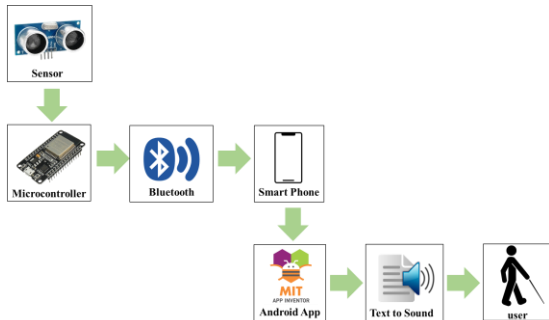 Sensor
Microcontroller
Bluetooth
Smart Phone
MIT
APP INVENTOR
Android App
Text to Sound
user